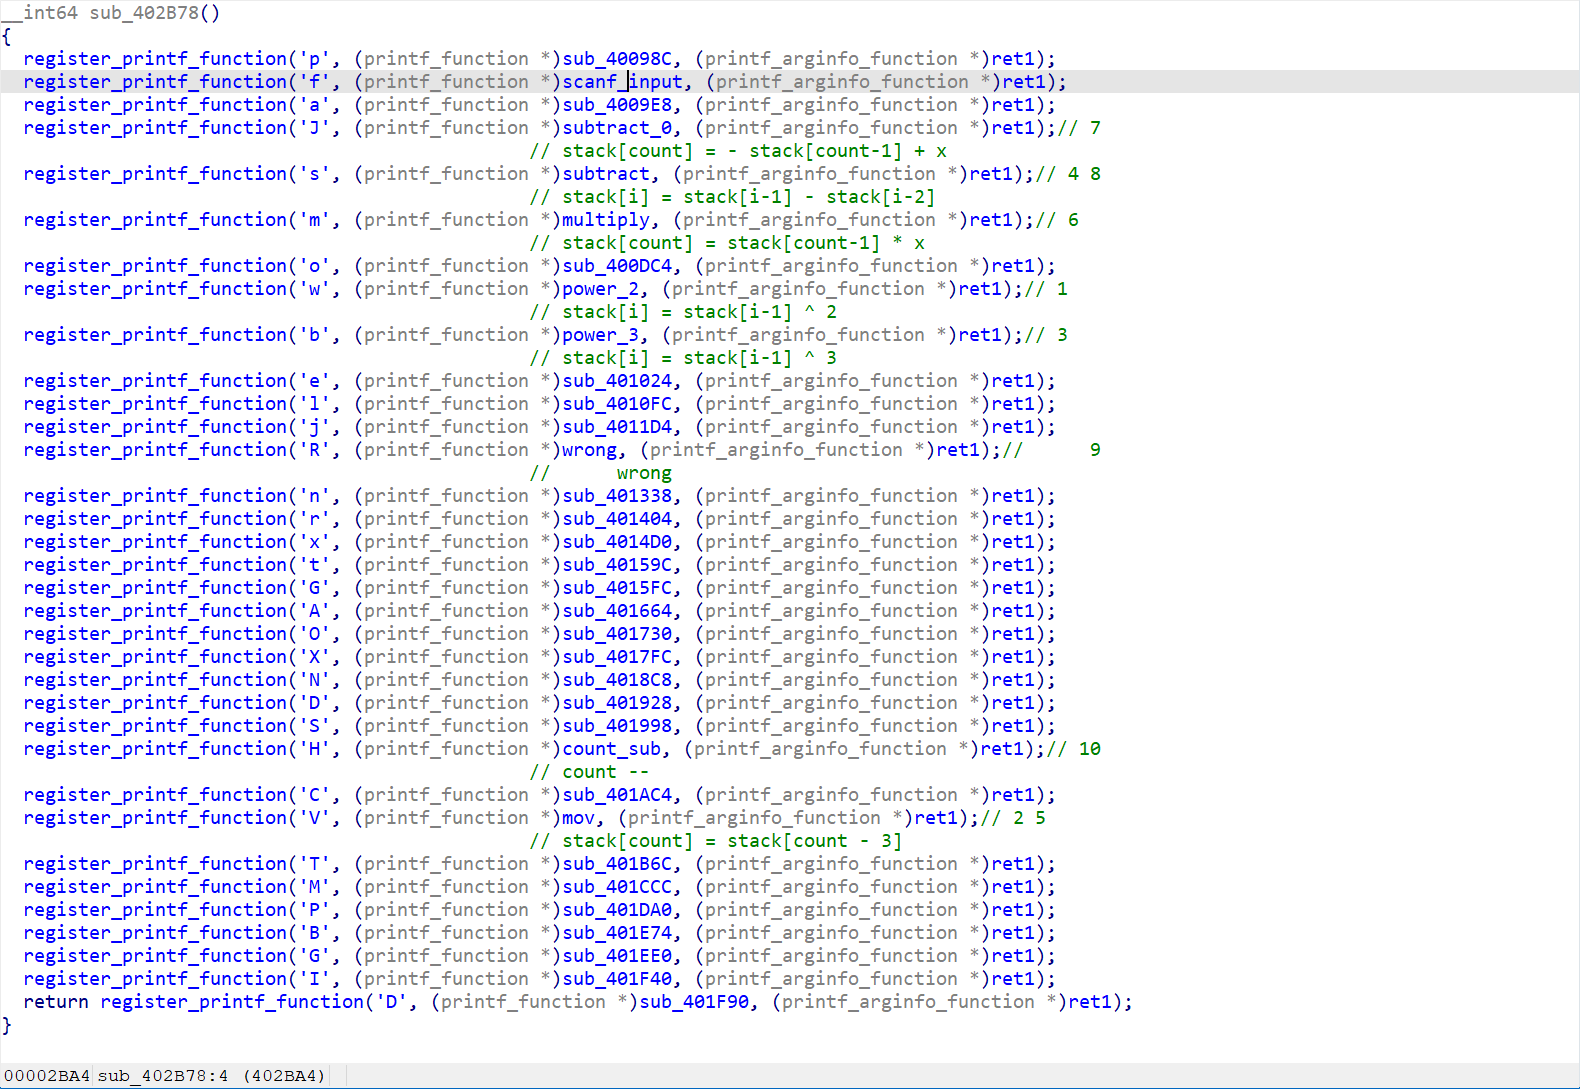 __int64 sub_402B78()
{
  register_printf_function('p', (printf_function *)sub_40098C, (printf_arginfo_function *)ret1);
  register_printf_function('f', (printf_function *)scanf_input, (printf_arginfo_function *)ret1);
  register_printf_function('a', (printf_function *)sub_4009E8, (printf_arginfo_function *)ret1);
  register_printf_function('J', (printf_function *)subtract_0, (printf_arginfo_function *)ret1);// 7
                                                // stack[count] = - stack[count-1] + x
  register_printf_function('s', (printf_function *)subtract, (printf_arginfo_function *)ret1);// 4 8
                                                // stack[i] = stack[i-1] - stack[i-2]
  register_printf_function('m', (printf_function *)multiply, (printf_arginfo_function *)ret1);// 6
                                                // stack[count] = stack[count-1] * x
  register_printf_function('o', (printf_function *)sub_400DC4, (printf_arginfo_function *)ret1);
  register_printf_function('w', (printf_function *)power_2, (printf_arginfo_function *)ret1);// 1
                                                // stack[i] = stack[i-1] ^ 2
  register_printf_function('b', (printf_function *)power_3, (printf_arginfo_function *)ret1);// 3
                                                // stack[i] = stack[i-1] ^ 3
  register_printf_function('e', (printf_function *)sub_401024, (printf_arginfo_function *)ret1);
  register_printf_function('l', (printf_function *)sub_4010FC, (printf_arginfo_function *)ret1);
  register_printf_function('j', (printf_function *)sub_4011D4, (printf_arginfo_function *)ret1);
  register_printf_function('R', (printf_function *)wrong, (printf_arginfo_function *)ret1);//      9
                                                //      wrong
  register_printf_function('n', (printf_function *)sub_401338, (printf_arginfo_function *)ret1);
  register_printf_function('r', (printf_function *)sub_401404, (printf_arginfo_function *)ret1);
  register_printf_function('x', (printf_function *)sub_4014D0, (printf_arginfo_function *)ret1);
  register_printf_function('t', (printf_function *)sub_40159C, (printf_arginfo_function *)ret1);
  register_printf_function('G', (printf_function *)sub_4015FC, (printf_arginfo_function *)ret1);
  register_printf_function('A', (printf_function *)sub_401664, (printf_arginfo_function *)ret1);
  register_printf_function('O', (printf_function *)sub_401730, (printf_arginfo_function *)ret1);
  register_printf_function('X', (printf_function *)sub_4017FC, (printf_arginfo_function *)ret1);
  register_printf_function('N', (printf_function *)sub_4018C8, (printf_arginfo_function *)ret1);
  register_printf_function('D', (printf_function *)sub_401928, (printf_arginfo_function *)ret1);
  register_printf_function('S', (printf_function *)sub_401998, (printf_arginfo_function *)ret1);
  register_printf_function('H', (printf_function *)count_sub, (printf_arginfo_function *)ret1);// 10
                                                // count --
  register_printf_function('C', (printf_function *)sub_401AC4, (printf_arginfo_function *)ret1);
  register_printf_function('V', (printf_function *)mov, (printf_arginfo_function *)ret1);// 2 5
                                                // stack[count] = stack[count - 3]
  register_printf_function('T', (printf_function *)sub_401B6C, (printf_arginfo_function *)ret1);
  register_printf_function('M', (printf_function *)sub_401CCC, (printf_arginfo_function *)ret1);
  register_printf_function('P', (printf_function *)sub_401DA0, (printf_arginfo_function *)ret1);
  register_printf_function('B', (printf_function *)sub_401E74, (printf_arginfo_function *)ret1);
  register_printf_function('G', (printf_function *)sub_401EE0, (printf_arginfo_function *)ret1);
  register_printf_function('I', (printf_function *)sub_401F40, (printf_arginfo_function *)ret1);
  return register_printf_function('D', (printf_function *)sub_401F90, (printf_arginfo_function *)ret1);
}
00002BA4 sub_402B78:4 (402BA4)